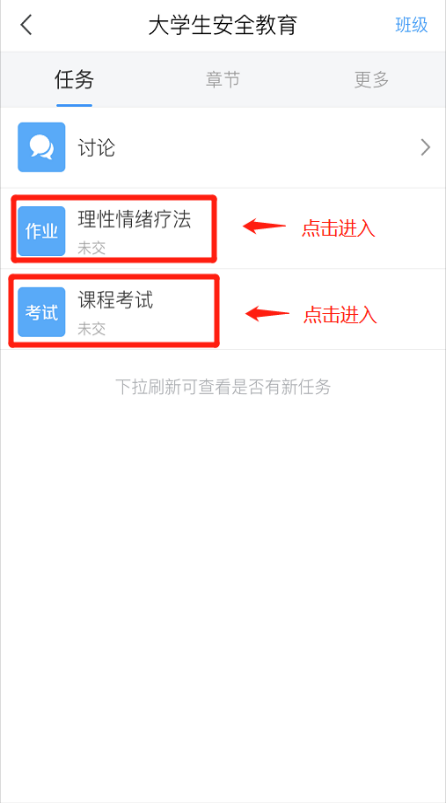 大学生安全教育
班级
任务
章节
更多
讨论
作业
理性情绪疗法
未交
点击进入
考试
课程考试
未交
点击进入
下拉刷新可查看是否有新任务